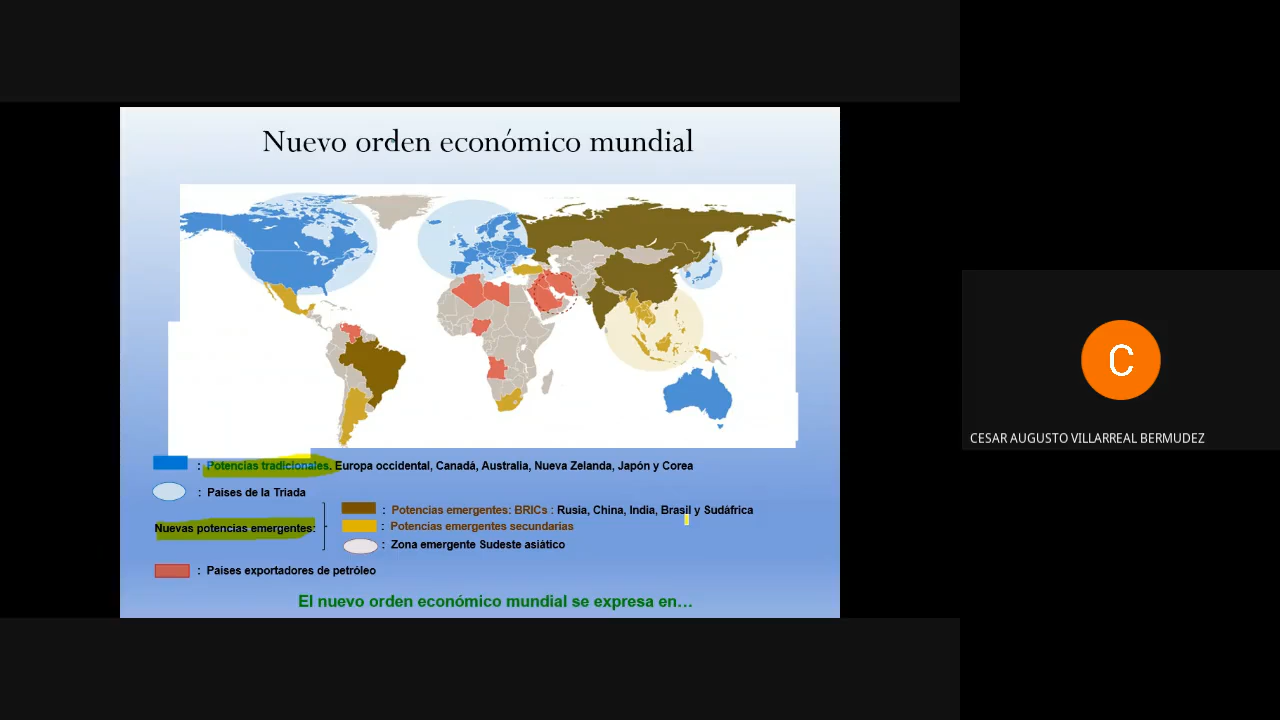 Nuevo orden económico mundial
: Potencias tradicionales. Europa occidental, Canadá, Australia, Nueva Zelanda, Japón y Corea
: Países de la Triada
Nuevas potencias emergentes:
: Potencias emergentes: BRICs : Rusia, China, India, Brasil y Sudáfrica
: Potencias emergentes secundarias
: Zona emergente Sudeste asiático
: Países exportadores de petróleo
El nuevo orden económico mundial se expresa en…
C
CESAR AUGUSTO VILLARREAL BERMUDEZ